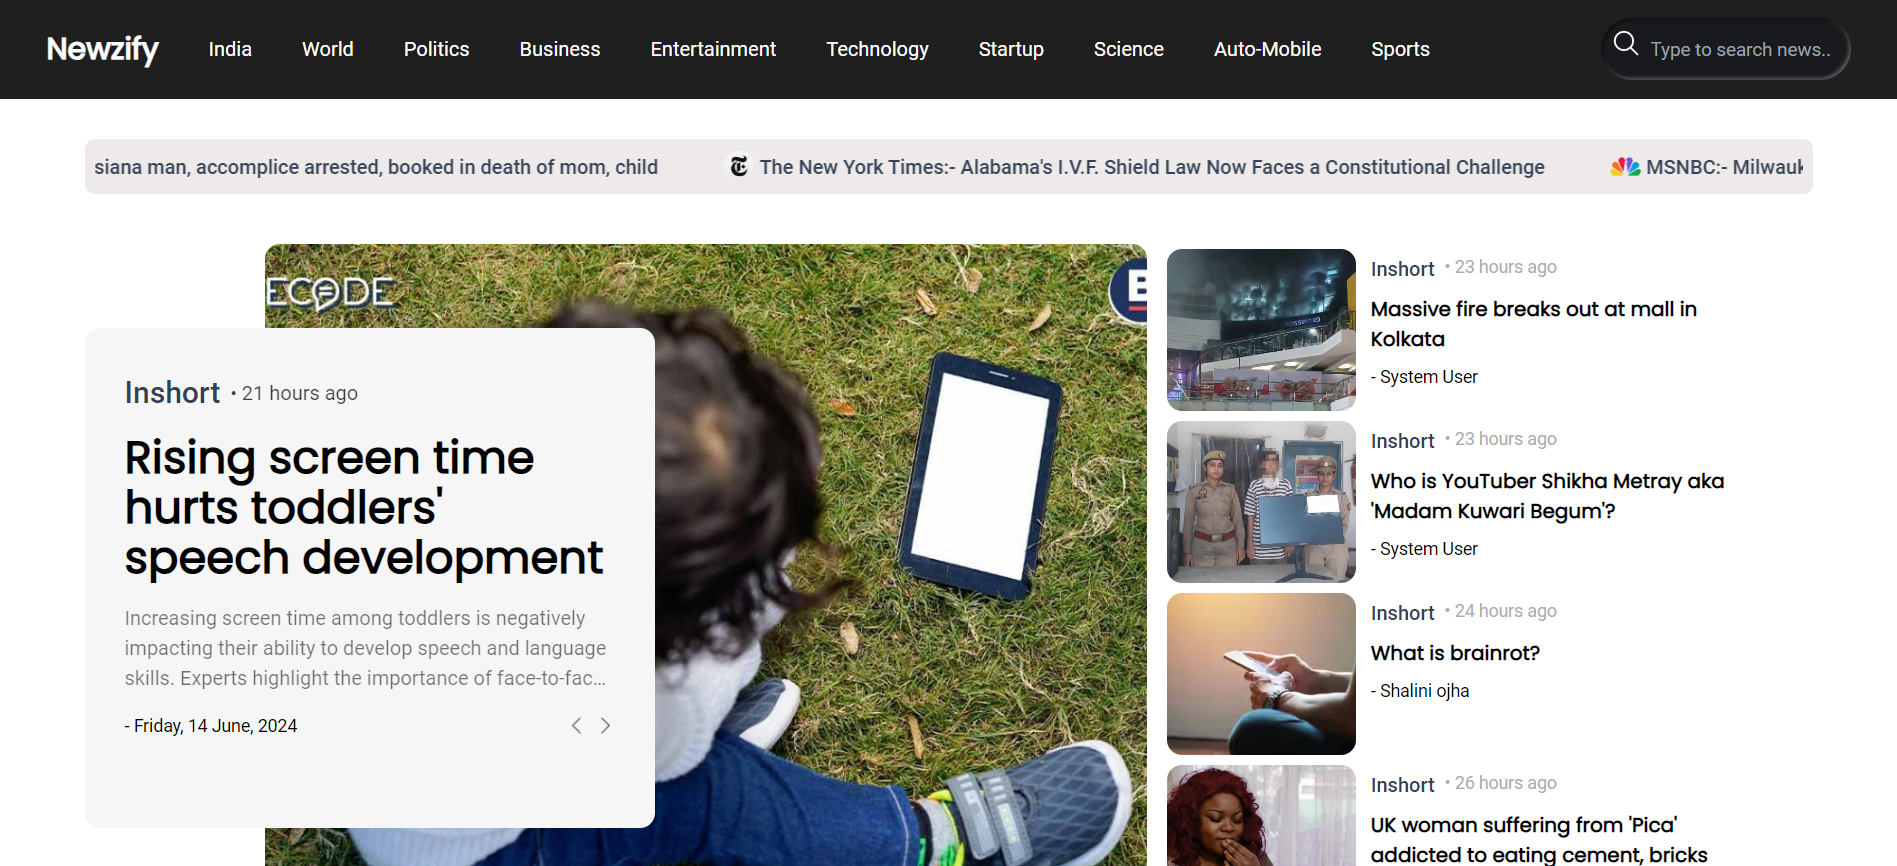 Newzify India World Politics Business Entertainment Technology Startup Science Auto-Mobile Sports Type to search news..
siana man, accomplice arrested, booked in death of mom, child The New York Times:- Alabama's I.V.F. Shield Law Now Faces a Constitutional Challenge MSNBC:- Milwauk
ECODE
B
Inshort • 21 hours ago
Rising screen time
hurts toddlers'
speech development
Increasing screen time among toddlers is negatively
impacting their ability to develop speech and language
skills. Experts highlight the importance of face-to-fac...
- Friday, 14 June, 2024
Inshort • 23 hours ago
Massive fire breaks out at mall in
Kolkata
- System User
Inshort • 23 hours ago
Who is YouTuber Shikha Metray aka
'Madam Kuwari Begum'?
- System User
Inshort • 24 hours ago
What is brainrot?
- Shalini ojha
Inshort • 26 hours ago
UK woman suffering from 'Pica'
addicted to eating cement, bricks